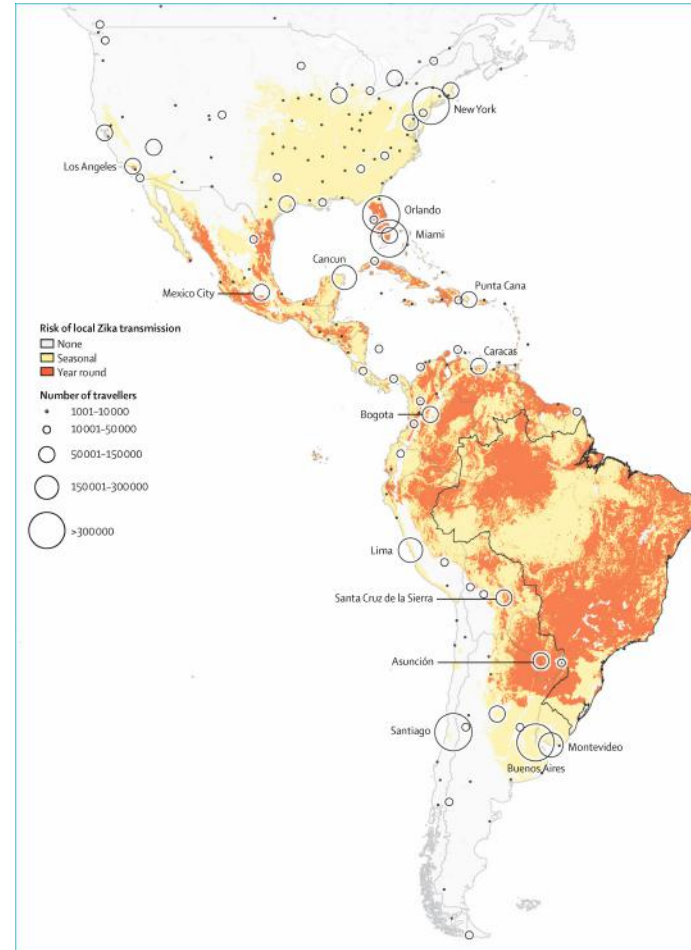 New York
Los Angeles
Orlando
Miami
Cancun
Mexico City
Punta Cana
Risk of local Zika transmission
None
Seasonal
Year round
Caracas
Number of travellers
1001–10 000
10 001–50 000
Bogota
50 001–150 000
150 001–300 000
>300 000
Lima
Santa Cruz de la Sierra
Asunción
Santiago
Montevideo
Buenos Aires